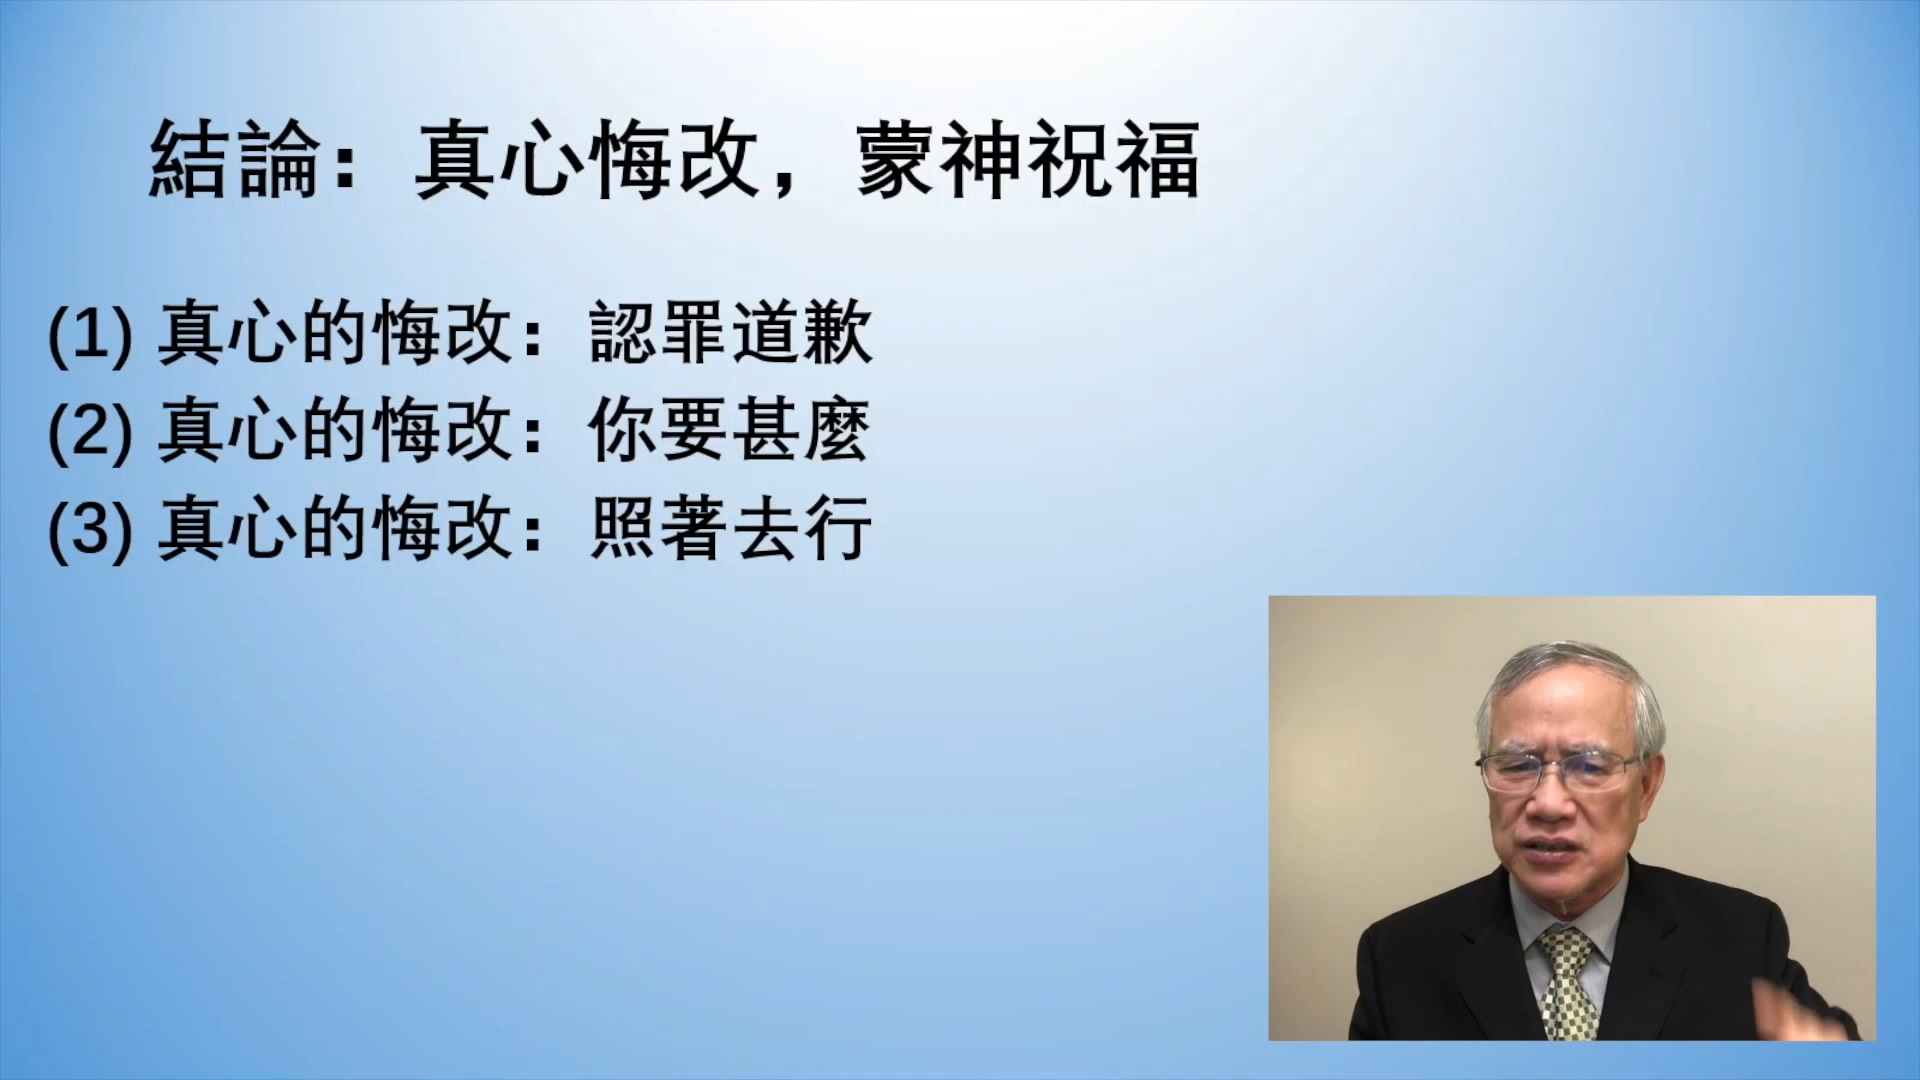 結論：真心悔改，蒙神祝福
(1) 真心的悔改：認罪道歉
(2) 真心的悔改：你要甚麼
(3) 真心的悔改：照著去行